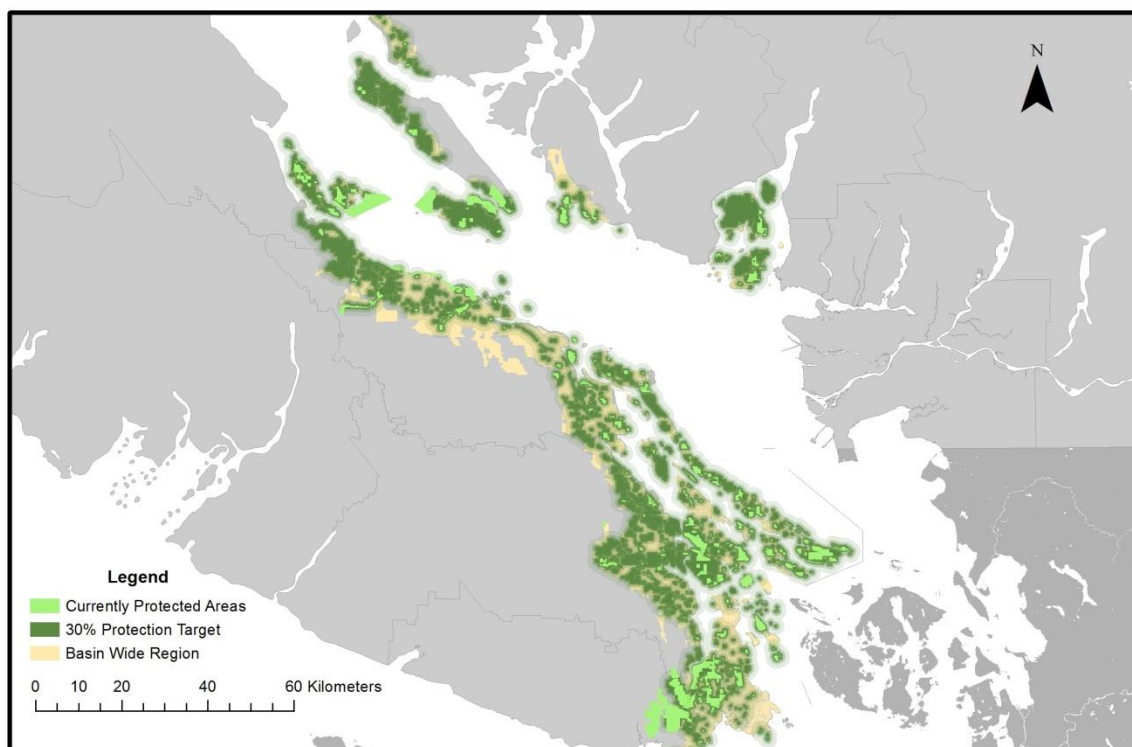 N
Legend
Currently Protected Areas
30% Protection Target
Basin Wide Region
0 10 20 40 60 Kilometers